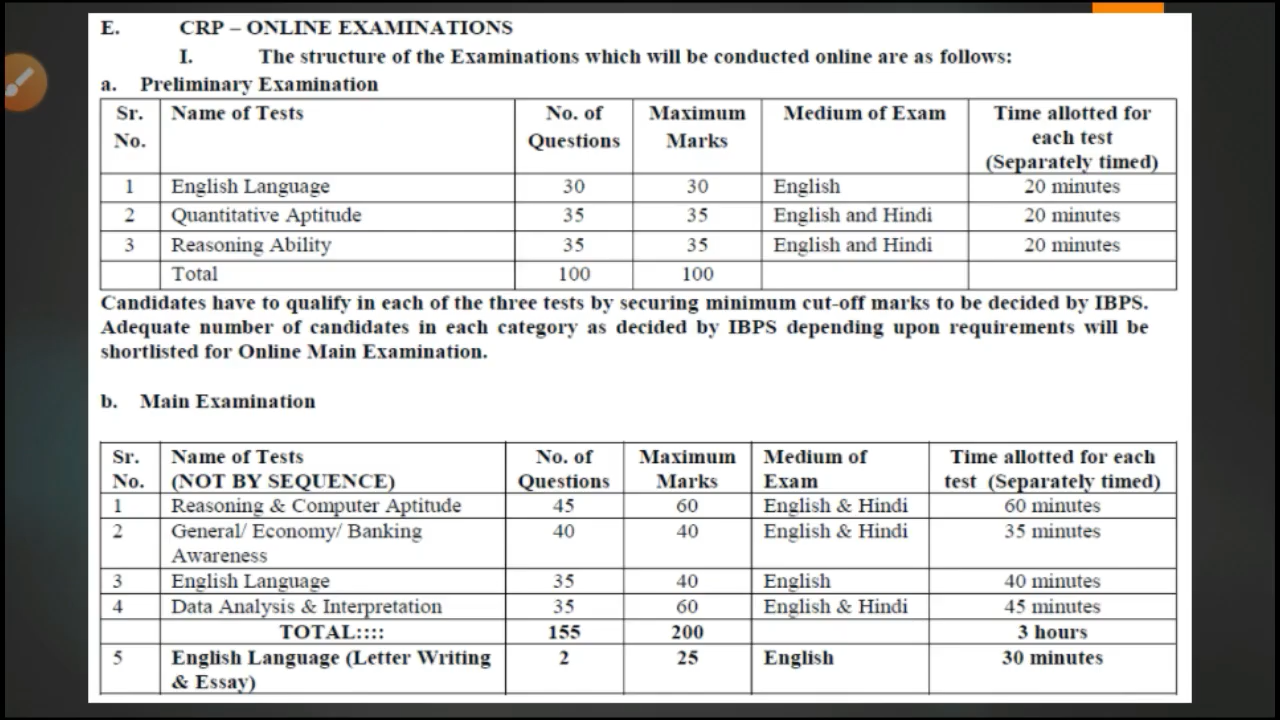 E. CRP – ONLINE EXAMINATIONS
I. The structure of the Examinations which will be conducted online are as follows:
a. Preliminary Examination
Sr. No. Name of Tests No. of Questions Maximum Marks Medium of Exam Time allotted for each test (Separately timed)
1 English Language 30 30 English 20 minutes
2 Quantitative Aptitude 35 35 English and Hindi 20 minutes
3 Reasoning Ability 35 35 English and Hindi 20 minutes
Total 100 100
Candidates have to qualify in each of the three tests by securing minimum cut-off marks to be decided by IBPS.
Adequate number of candidates in each category as decided by IBPS depending upon requirements will be
shortlisted for Online Main Examination.
b. Main Examination
Sr. No. Name of Tests (NOT BY SEQUENCE) No. of Questions Maximum Marks Medium of Exam Time allotted for each test (Separately timed)
1 Reasoning & Computer Aptitude 45 60 English & Hindi 60 minutes
2 General/ Economy/ Banking Awareness 40 40 English & Hindi 35 minutes
3 English Language 35 40 English 40 minutes
4 Data Analysis & Interpretation 35 60 English & Hindi 45 minutes
TOTAL:::: 155 200 3 hours
5 English Language (Letter Writing & Essay) 2 25 English 30 minutes